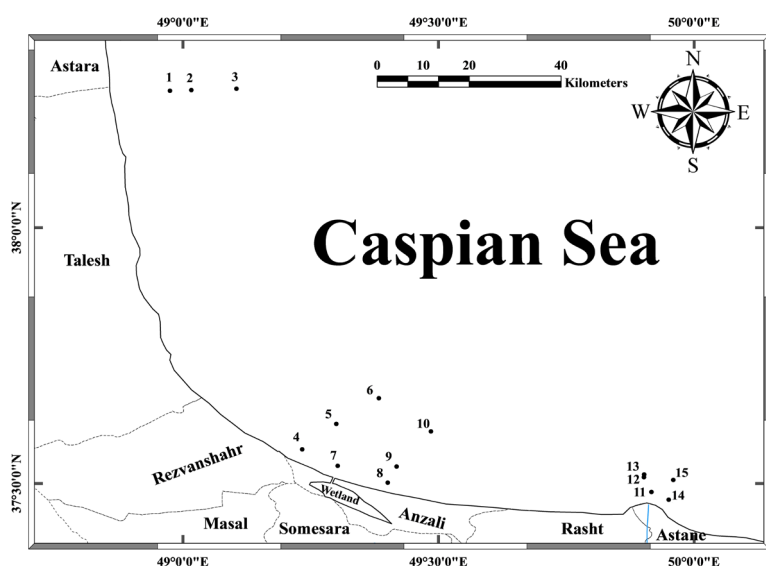 49°0'0"E 49°30'0"E 50°0'0"E
N
W E
S
0 10 20 40
Kilometers
Astara
1 2 3
38°0'0"N
Caspian Sea
Talesh
6
5
10
4
7
9
8
13
12
15
11
14
37°30'0"N
Rezvanshahr
Wetland
Masal
Somesara
Anzali
Rasht
Astane
49°0'0"E 49°30'0"E 50°0'0"E